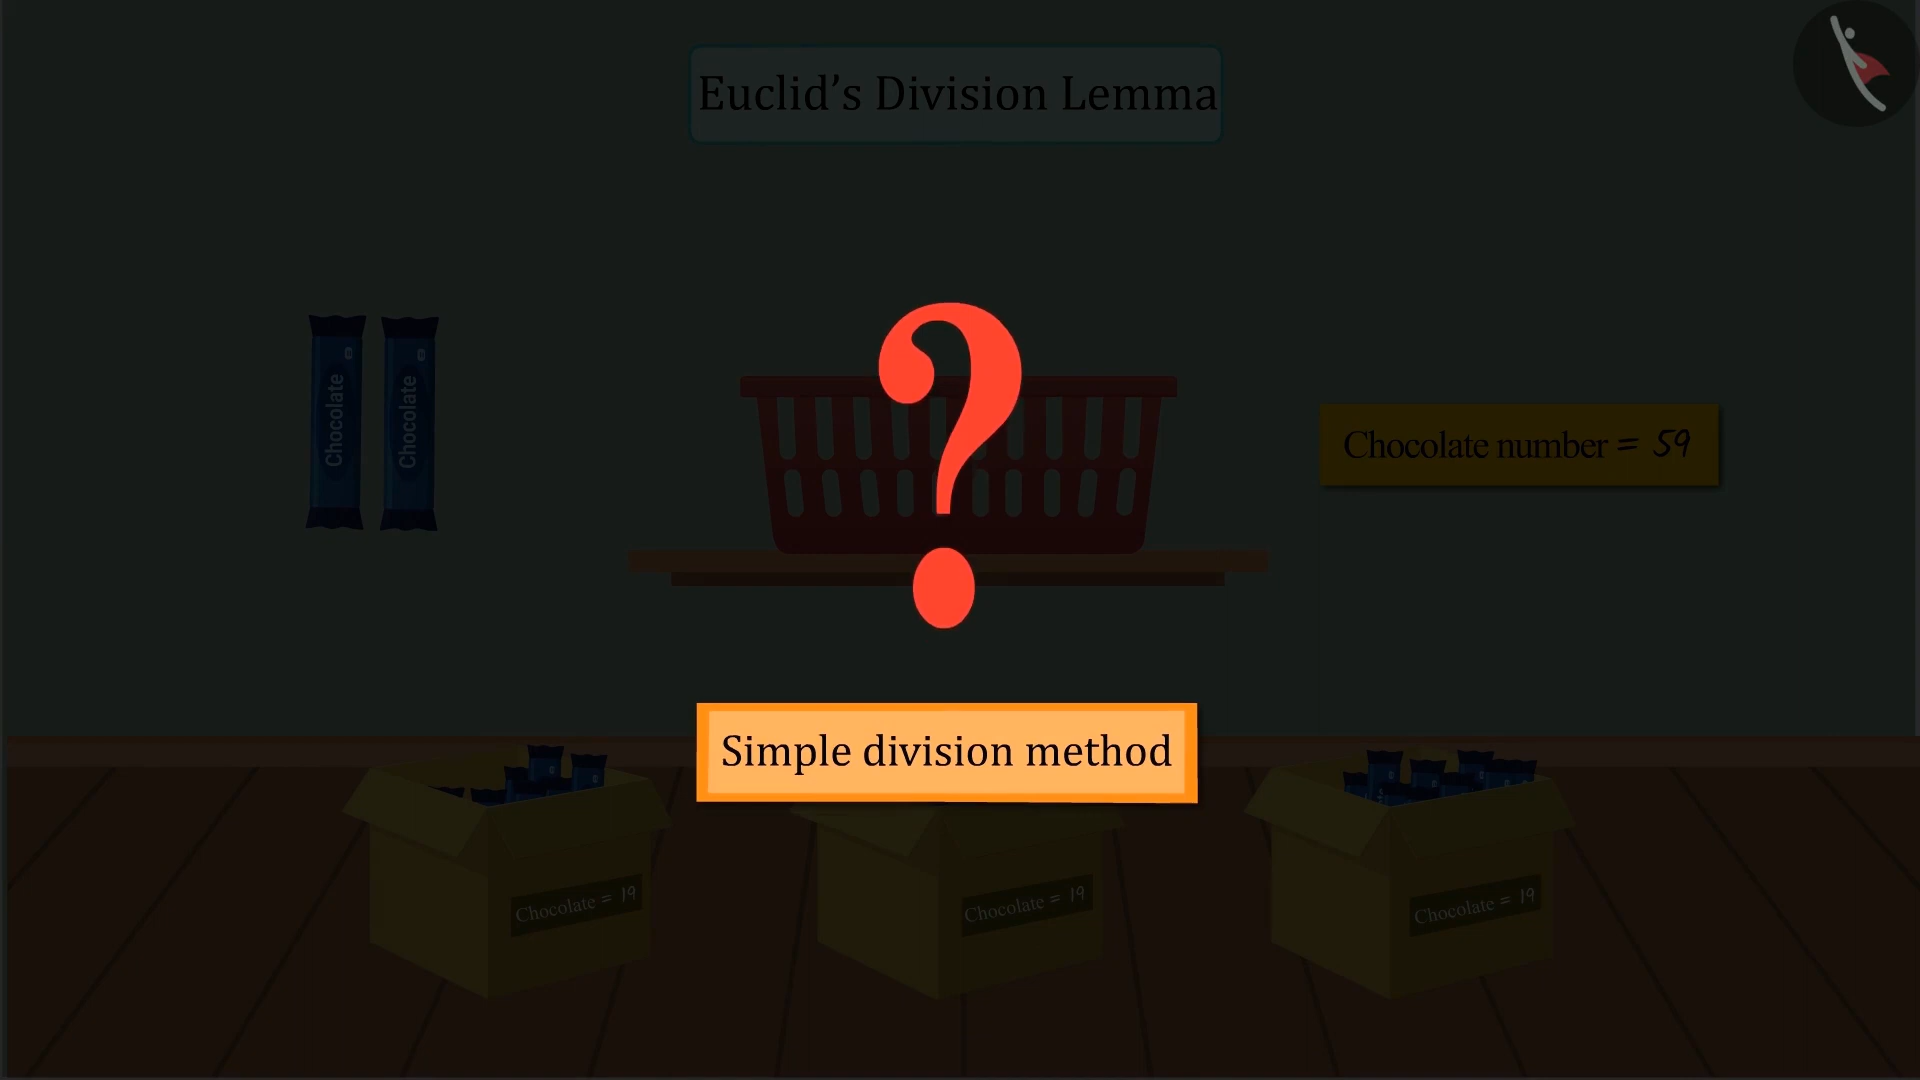 Euclid's Division Lemma
Chocolate
Chocolate
Chocolate number = 59
Simple division method
Chocolate = 19
Chocolate = 19
Chocolate = 19